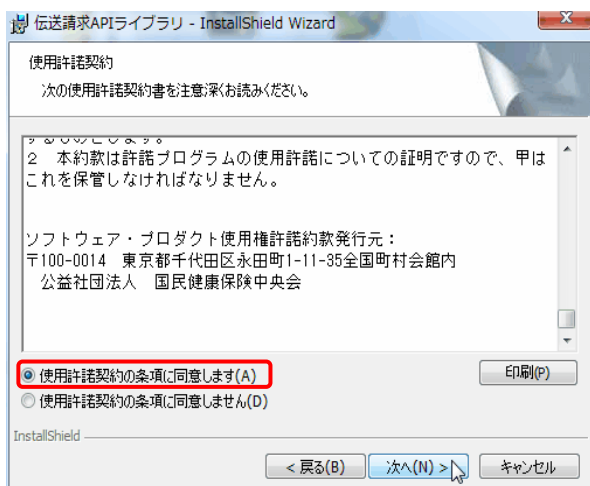 伝送請求APIライブラリ - InstallShield Wizard
使用許諾契約
次の使用許諾契約書を注意深くお読みください。
するものとします。
２　本約款は許諾プログラムの使用許諾についての証明ですので、甲は
これを保管しなければなりません。
ソフトウェア・プロダクト使用権許諾約款発行元：
〒100-0014　東京都千代田区永田町1-11-35全国町村会館内
公益社団法人　国民健康保険中央会
使用許諾契約の条項に同意します(A)
印刷(P)
使用許諾契約の条項に同意しません(D)
InstallShield
< 戻る(B)
次へ(N) >
キャンセル